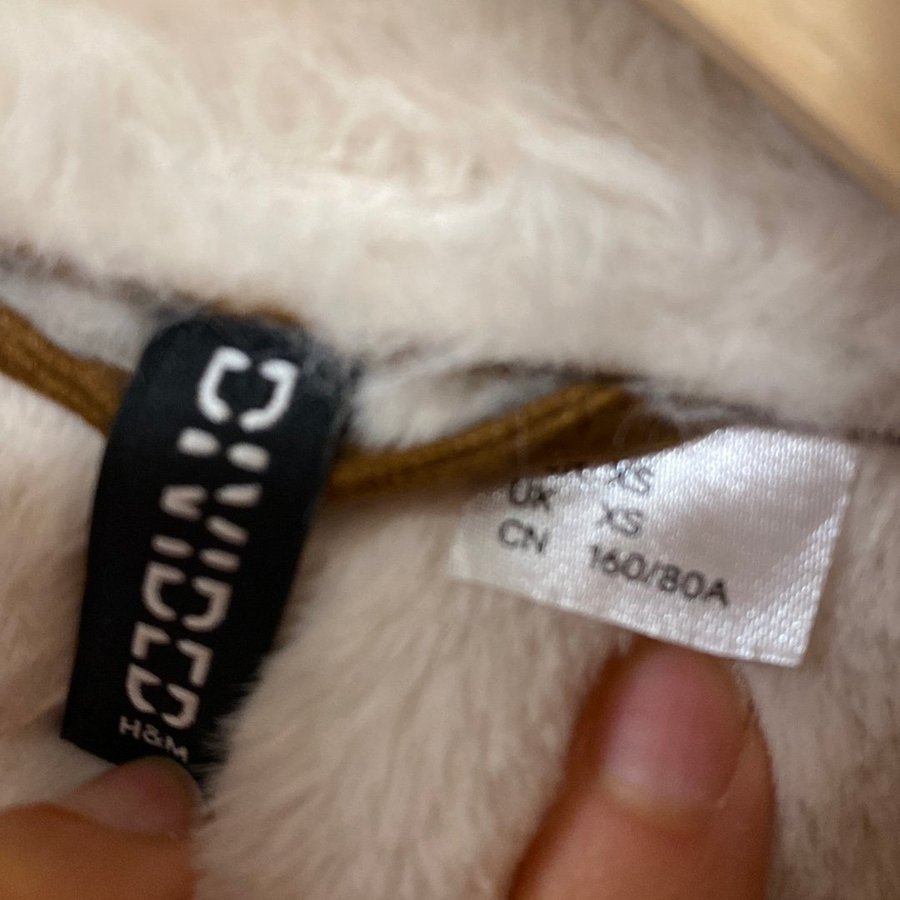 DIVIDED
H&M
XS
UK XS
CN 160/80A